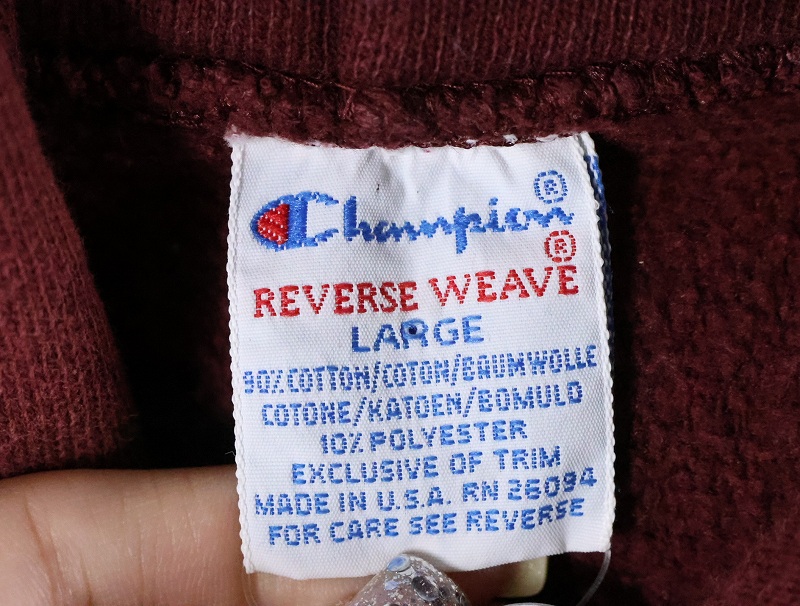 Champion®
®
REVERSE WEAVE
LARGE
90% COTTON/COTON/BAUMWOLLE
COTONE/KATOEN/BOMULD
10% POLYESTER
EXCLUSIVE OF TRIM
MADE IN U.S.A. RN 26094
FOR CARE SEE REVERSE